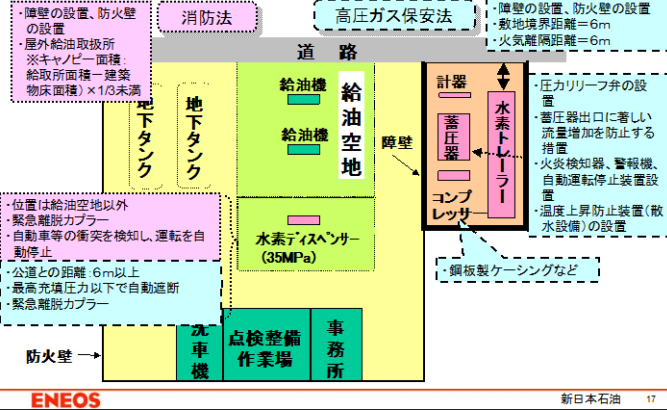 ・障壁の設置、防火壁
の設置
・屋外給油取扱所
※キャノピー面積：
給取所面積－建築
物床面積）×1/3未満
消防法
高圧ガス保安法
・障壁の設置、防火壁の設置
・敷地境界距離＝6m
・火気離隔距離＝6m
道 路
地下タンク
地下タンク
給油機
給油機
給油空地
障壁
計器
蓄圧器
水素トレーラー
コンプ
レッサー
・圧力リリーフ弁の設
置
・蓄圧器出口に著しい
流量増加を防止する
措置
・火炎検知器、警報機、
自動運転停止装置設
置
・温度上昇防止装置（散
水設備）の設置
・位置は給油空地以外
・緊急離脱カプラー
・自動車等の衝突を検知し、運転を自
動停止
水素ディスペンサー
(35MPa)
・公道との距離：6m以上
・最高充填圧力以下で自動遮断
・緊急離脱カプラー
・鋼板製ケーシングなど
洗車機
点検整備
作業場
事務所
防火壁
ENEOS
新日本石油 17